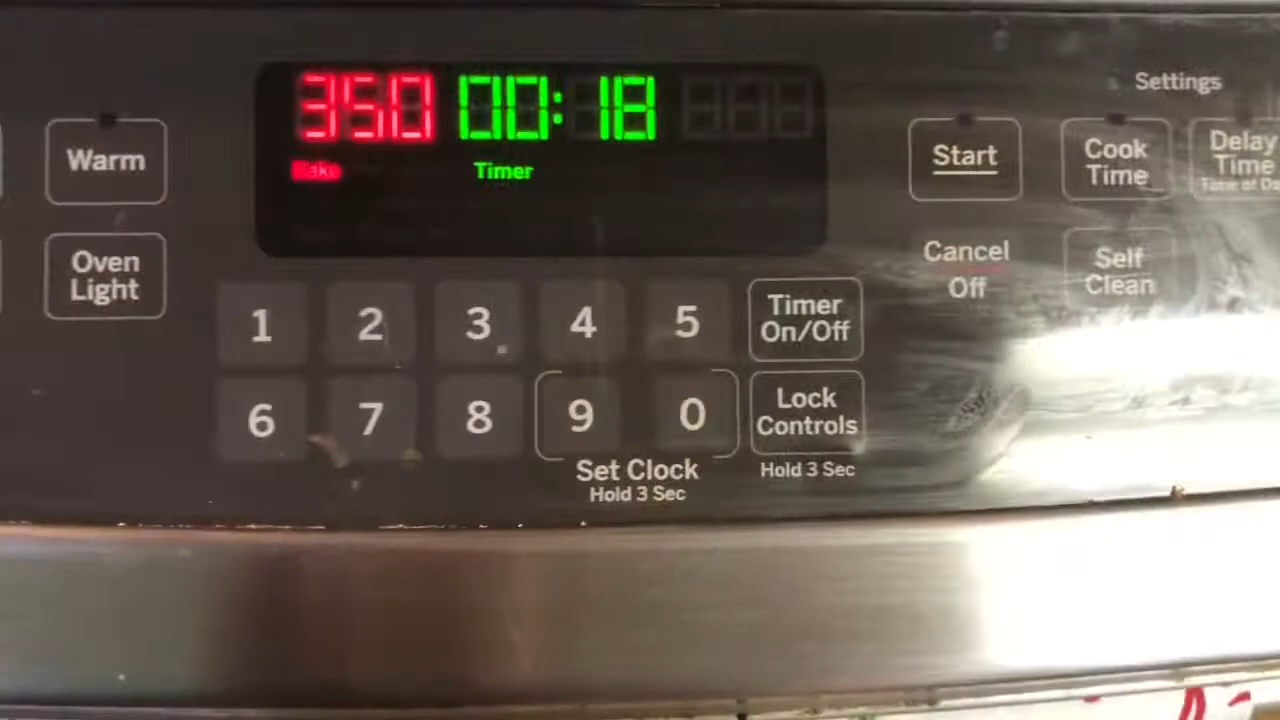 350 00:18
Bake Timer
Settings
Warm
Oven
Light
Start
Cook
Time
Delay
Time
Cancel
Off
Self
Clean
1 2 3 4 5
6 7 8 9 0
Timer
On/Off
Lock
Controls
Hold 3 Sec
Set Clock
Hold 3 Sec